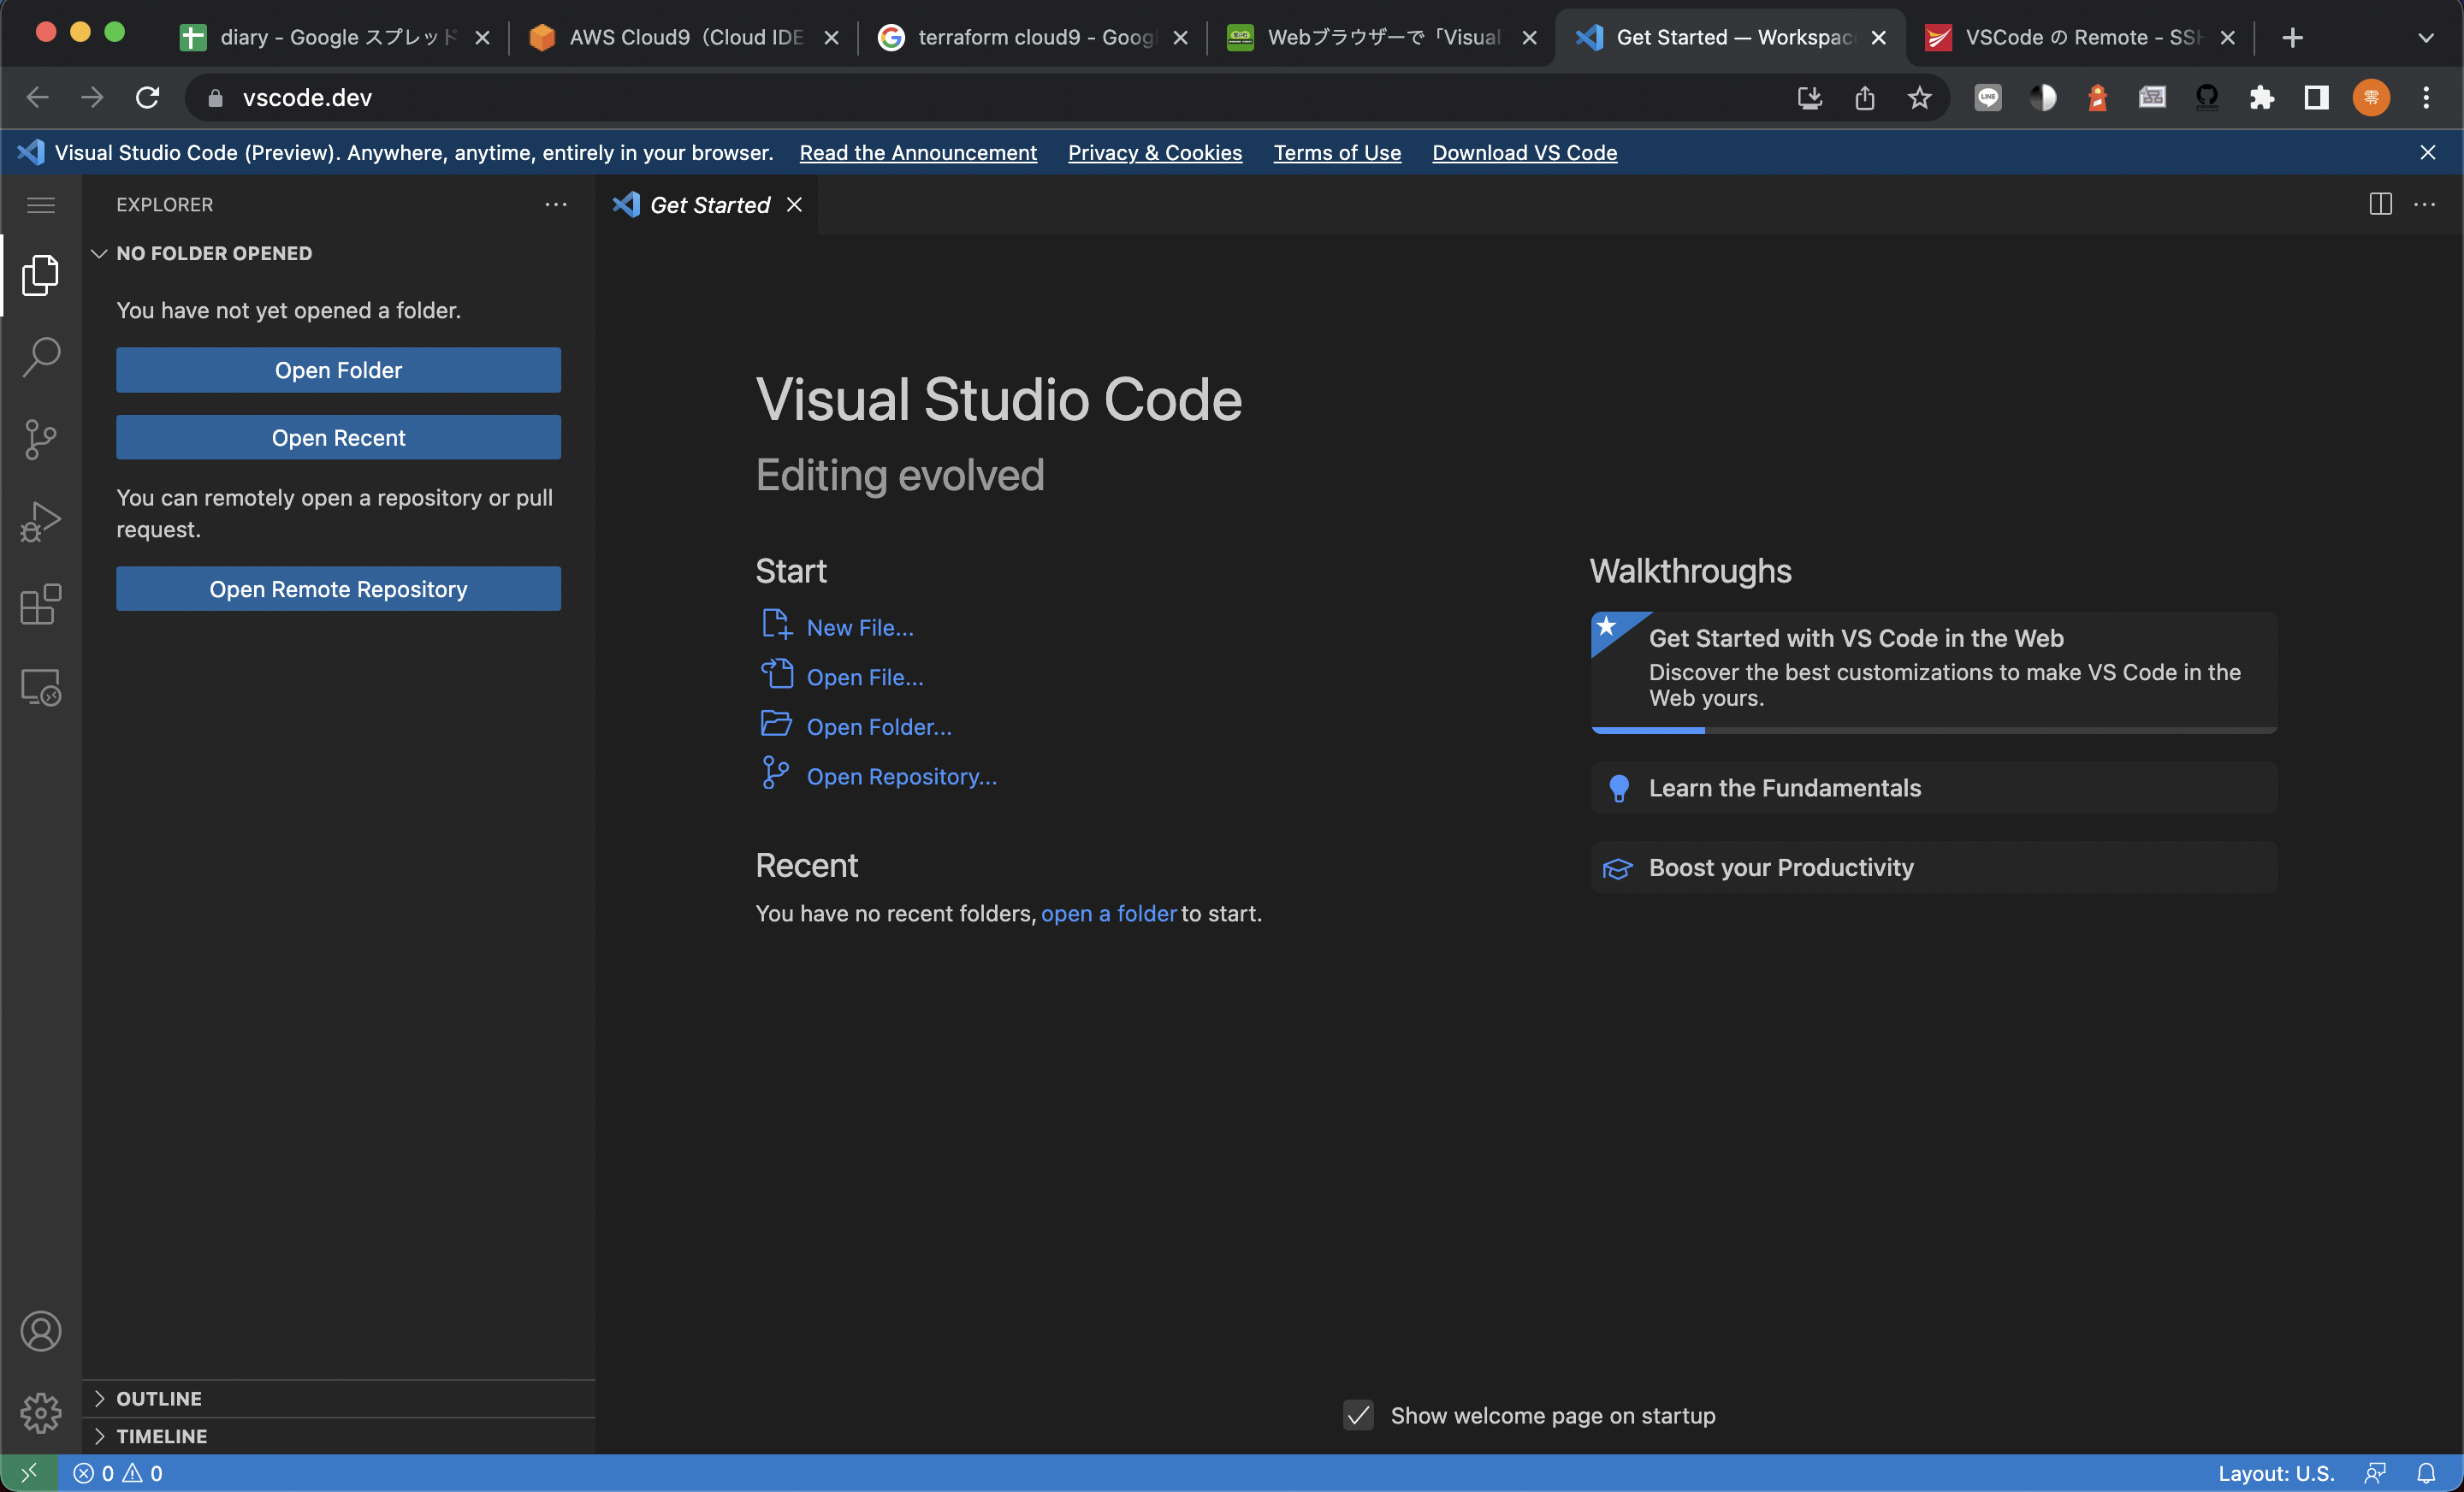 diary - Google スプレッド
AWS Cloud9（Cloud IDE
terraform cloud9 - Goog
Webブラウザーで「Visual
Get Started — Workspac
VSCode の Remote - SSH
vscode.dev
LINE
零
Visual Studio Code (Preview). Anywhere, anytime, entirely in your browser. Read the Announcement Privacy & Cookies Terms of Use Download VS Code
EXPLORER
NO FOLDER OPENED
You have not yet opened a folder.
Open Folder
Open Recent
You can remotely open a repository or pull
request.
Open Remote Repository
OUTLINE
TIMELINE
Get Started
Visual Studio Code
Editing evolved
Start
New File...
Open File...
Open Folder...
Open Repository...
Recent
You have no recent folders, open a folder to start.
Walkthroughs
Get Started with VS Code in the Web
Discover the best customizations to make VS Code in the
Web yours.
Learn the Fundamentals
Boost your Productivity
Show welcome page on startup
0 0
Layout: U.S.